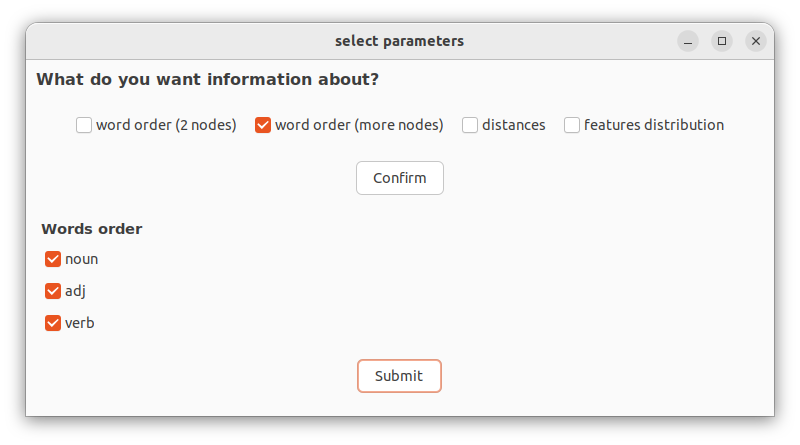 select parameters
What do you want information about?
word order (2 nodes) word order (more nodes) distances features distribution
Confirm
Words order
noun
adj
verb
Submit